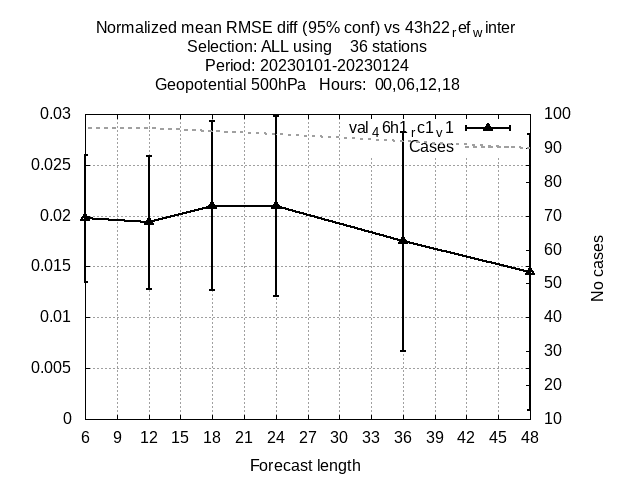 Normalized mean RMSE diff (95% conf) vs 43h22refwinter
Selection: ALL using 36 stations
Period: 20230101-20230124
Geopotential 500hPa Hours: 00,06,12,18
val46h1rc1v1
Cases
0.03
0.025
0.02
0.015
0.01
0.005
0
100
90
80
70
60
50
40
30
20
10
No cases
6 9 12 15 18 21 24 27 30 33 36 39 42 45 48
Forecast length